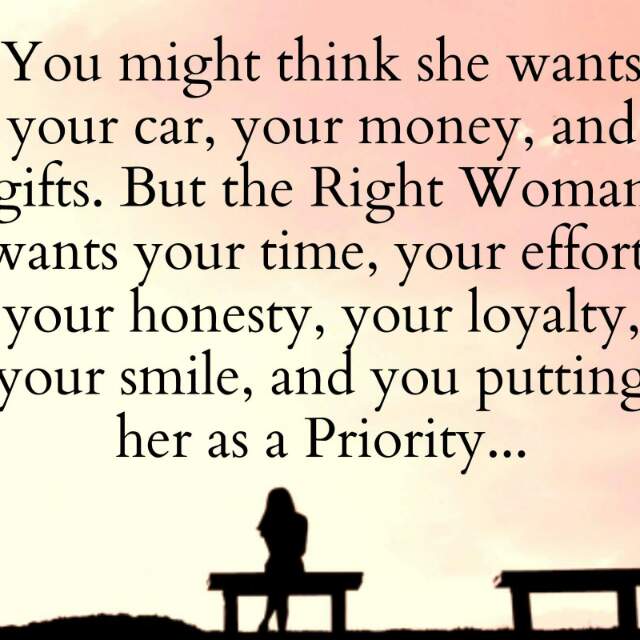 You might think she wants
your car, your money, and
gifts. But the Right Woman
wants your time, your effort
your honesty, your loyalty,
your smile, and you putting
her as a Priority...